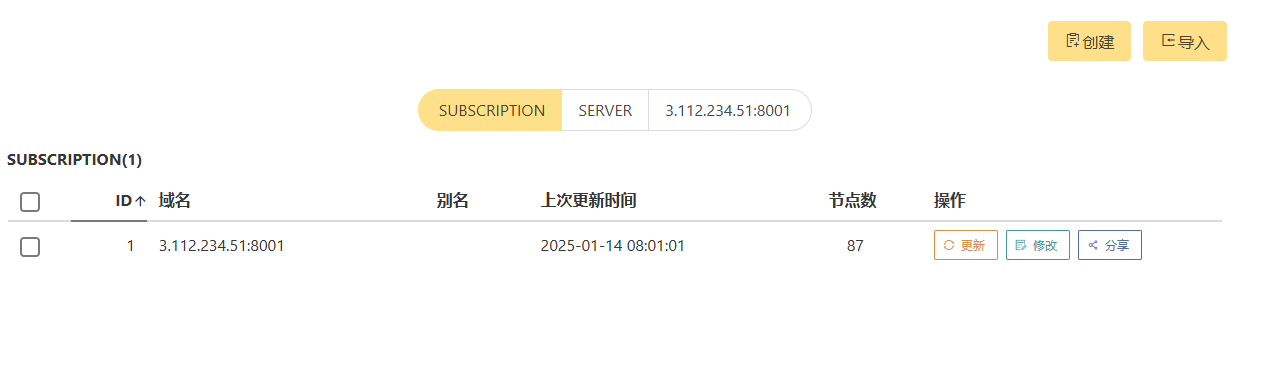 创建 导入
SUBSCRIPTION SERVER 3.112.234.51:8001
SUBSCRIPTION(1)
ID 域名 别名 上次更新时间 节点数 操作
1 3.112.234.51:8001 2025-01-14 08:01:01 87 更新 修改 分享